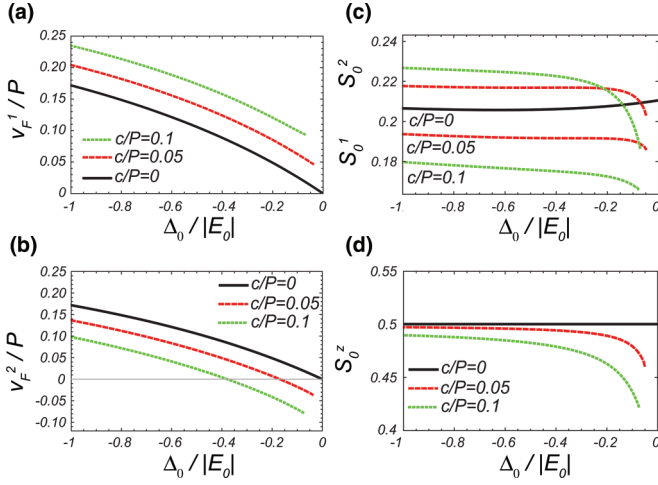 (a)
v_F^1 / P
0.25
0.20
0.15
0.10
0.05
0
c/P=0.1
c/P=0.05
c/P=0
-1 -0.8 -0.6 -0.4 -0.2 0
Δ_0 / |E_0|
(b)
v_F^2 / P
0.25
0.20
0.15
0.10
0.05
0
-0.05
-0.10
c/P=0
c/P=0.05
c/P=0.1
-1 -0.8 -0.6 -0.4 -0.2 0
Δ_0 / |E_0|
(c)
S_0^1 S_0^2
0.24
0.22
0.2
0.18
c/P=0
c/P=0.05
c/P=0.1
-1 -0.8 -0.6 -0.4 -0.2 0
Δ_0 / |E_0|
(d)
S_0^z
0.55
0.5
0.45
0.4
c/P=0
c/P=0.05
c/P=0.1
-1 -0.8 -0.6 -0.4 -0.2 0
Δ_0 / |E_0|